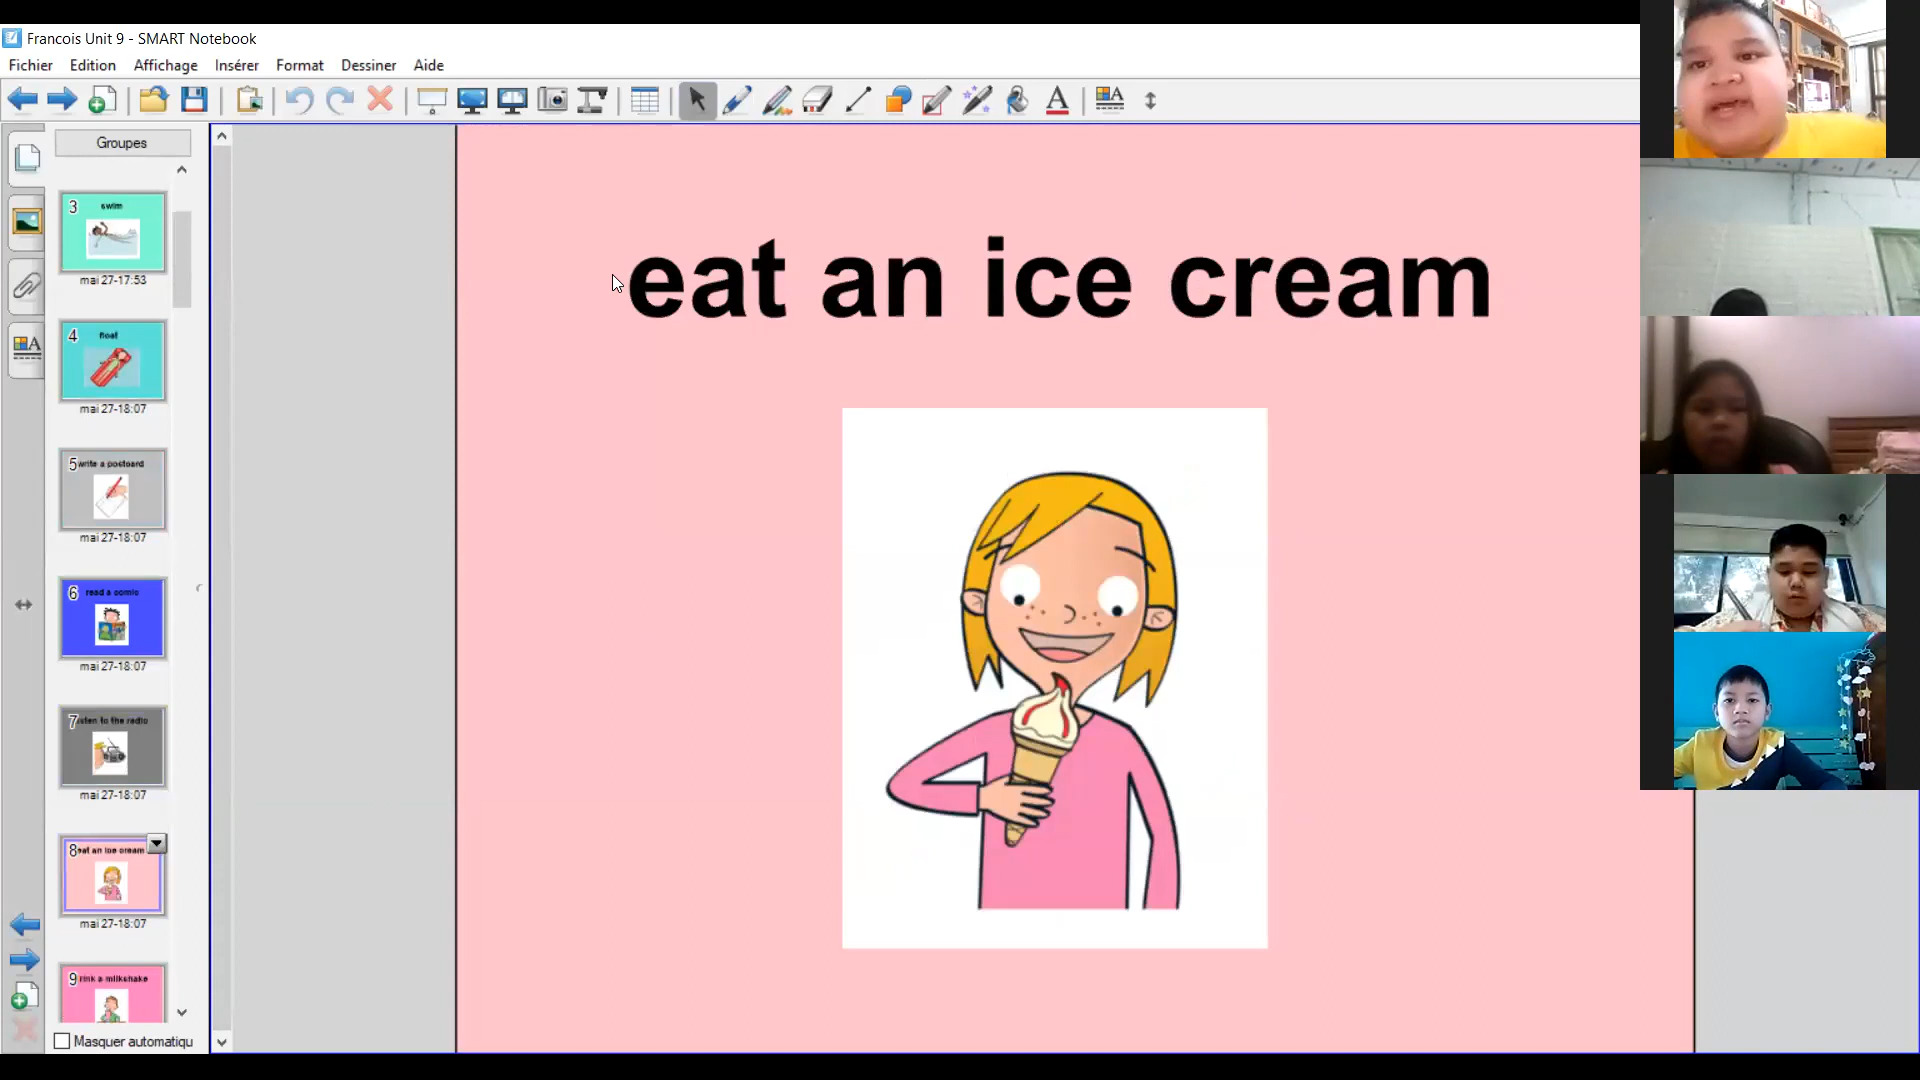 Francois Unit 9 - SMART Notebook
Fichier Edition Affichage Insérer Format Dessiner Aide
Groupes
3 swim
mai 27-17:53
4 float
mai 27-18:07
5 write a postcard
mai 27-18:07
6 read a comic
mai 27-18:07
7 isten to the radio
mai 27-18:07
8 eat an ice cream
mai 27-18:07
9 rink a milkshake
Masquer automatiqu
eat an ice cream